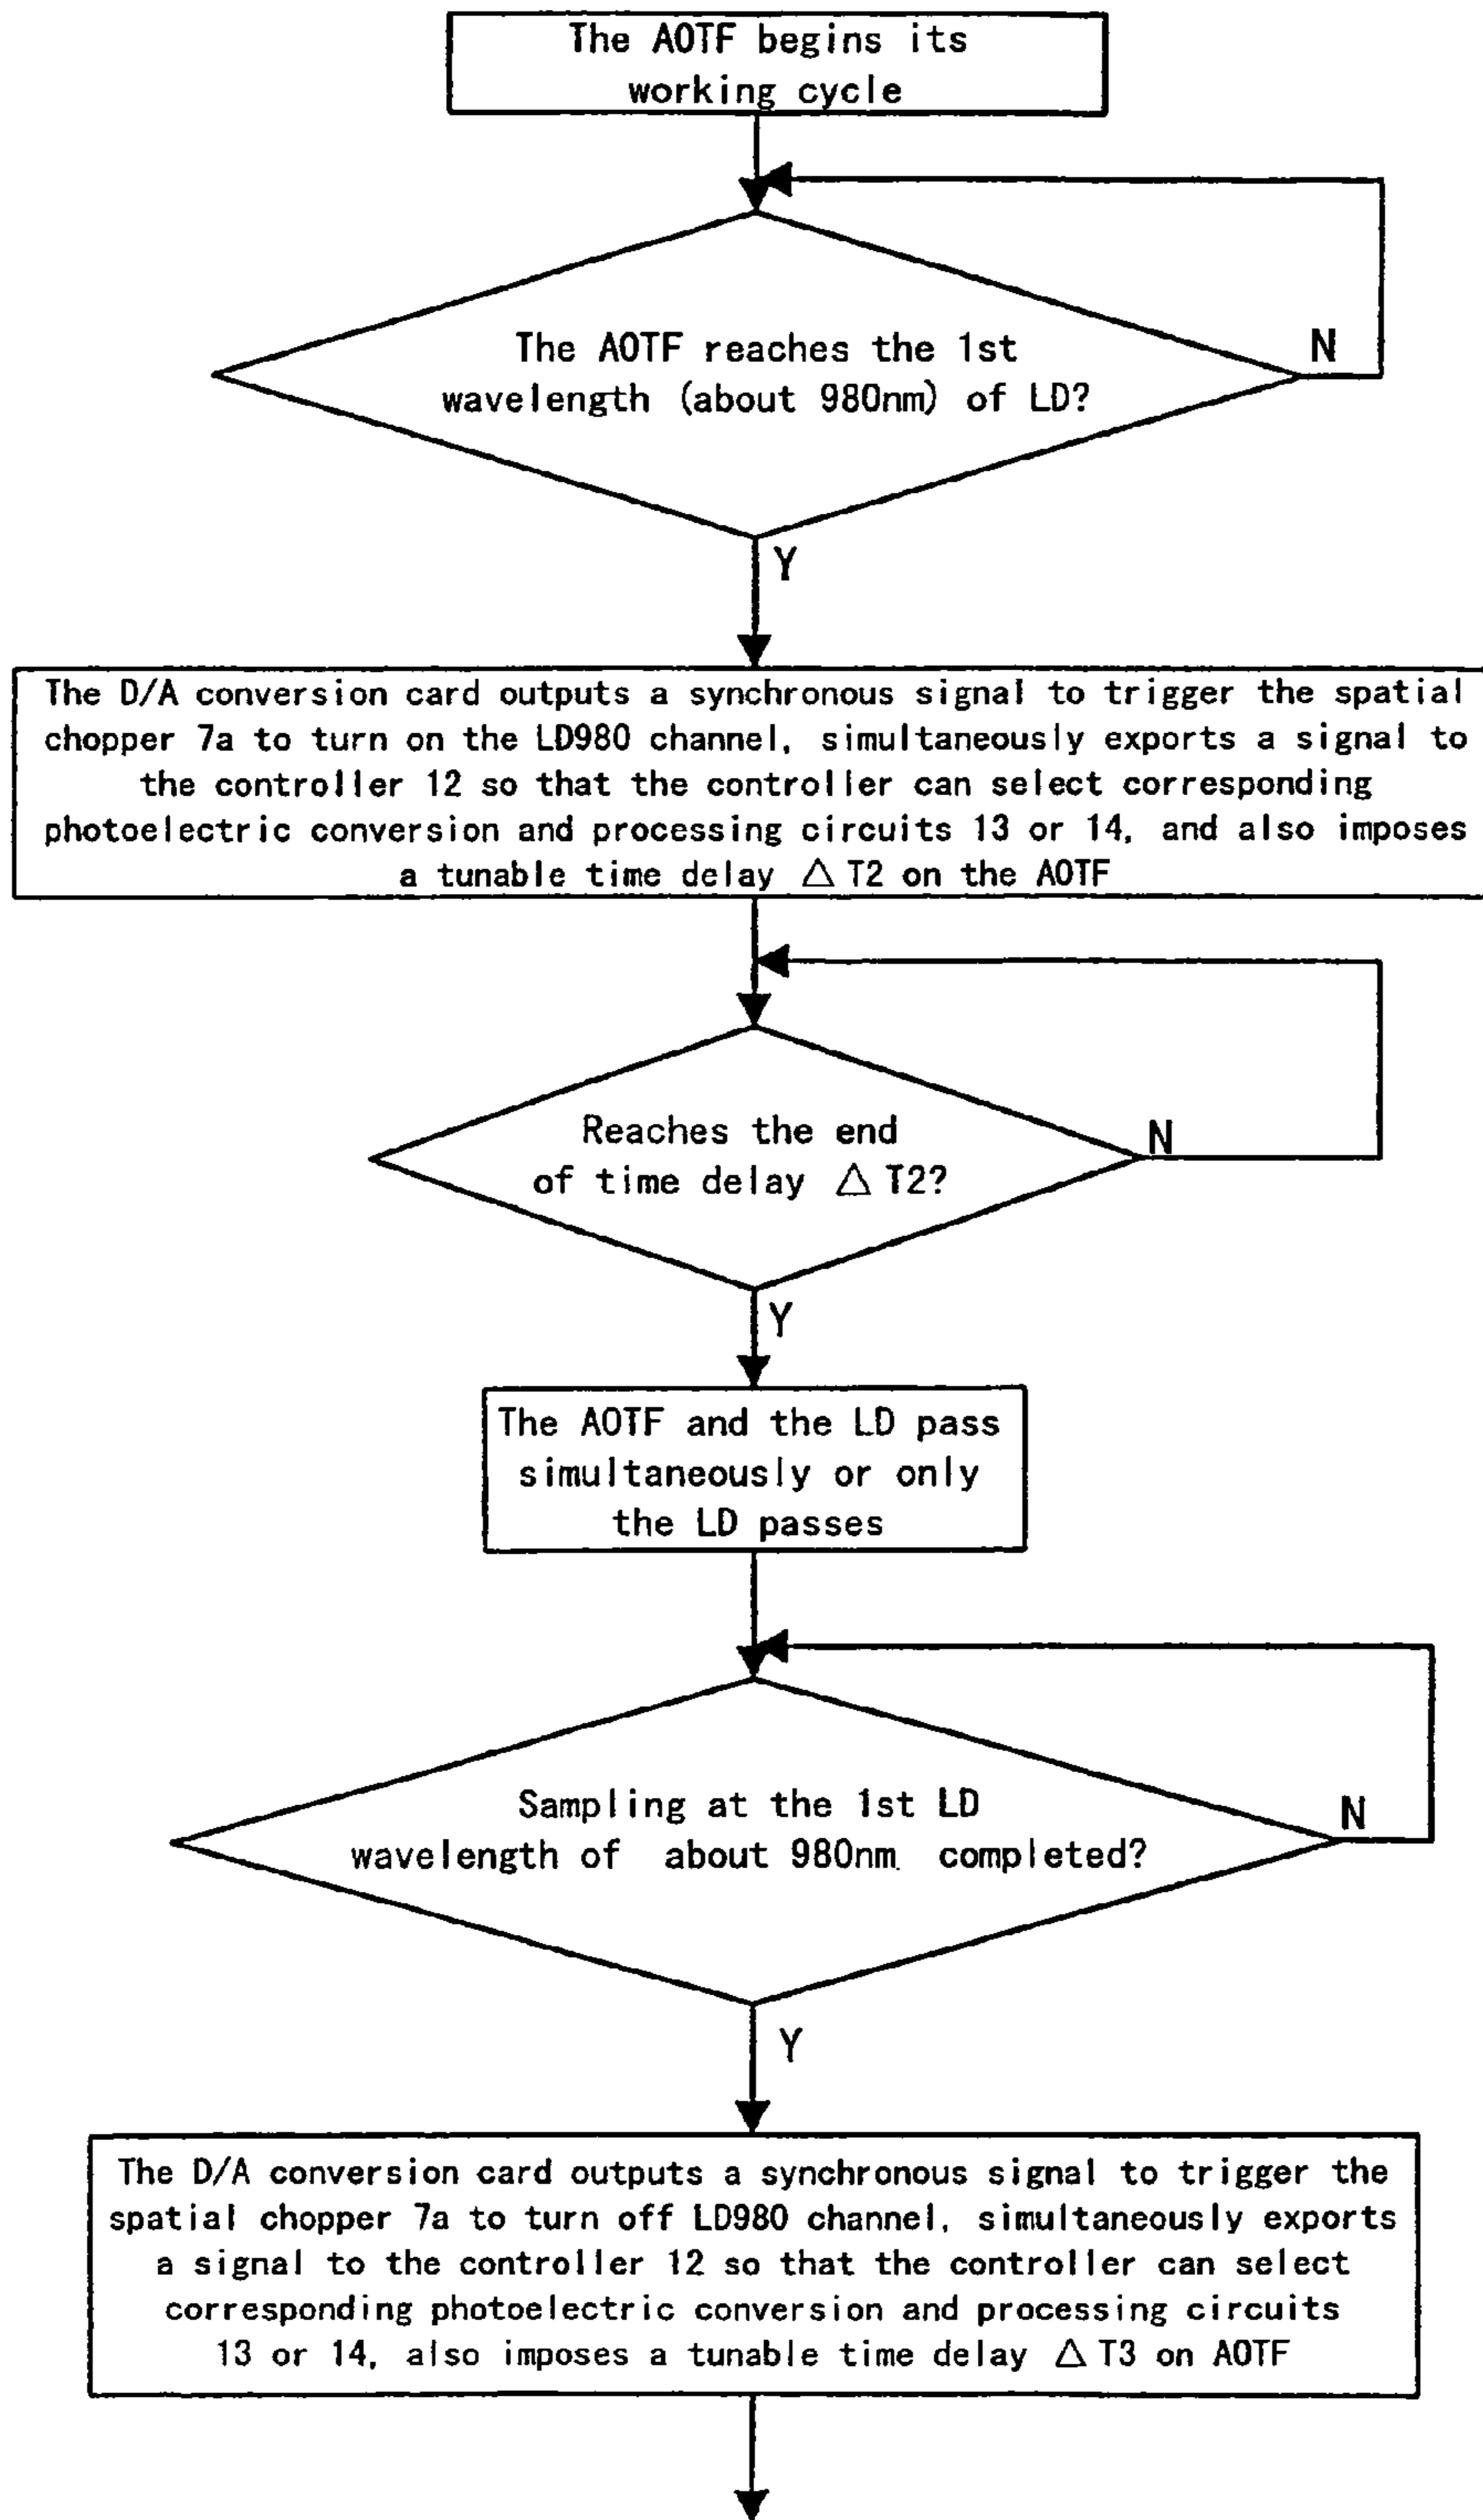 The AOTF begins its
working cycle
The AOTF reaches the 1st
wavelength (about 980nm) of LD?
N
Y
The D/A conversion card outputs a synchronous signal to trigger the spatial
chopper 7a to turn on the LD980 channel, simultaneously exports a signal to
the controller 12 so that the controller can select corresponding
photoelectric conversion and processing circuits 13 or 14, and also imposes
a tunable time delay △ T2 on the AOTF
Reaches the end
of time delay △ T2?
N
Y
The AOTF and the LD pass
simultaneously or only
the LD passes
Sampling at the 1st LD
wavelength of about 980nm completed?
N
Y
The D/A conversion card outputs a synchronous signal to trigger the
spatial chopper 7a to turn off LD980 channel, simultaneously exports
a signal to the controller 12 so that the controller can select
corresponding photoelectric conversion and processing circuits
13 or 14, also imposes a tunable time delay △ T3 on AOTF